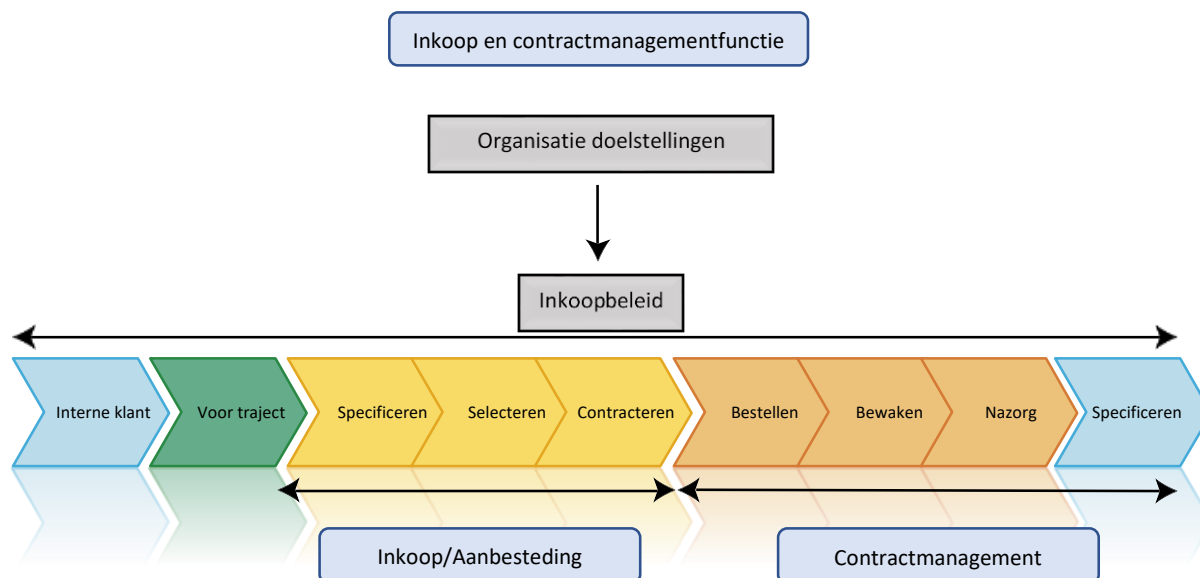 Inkoop en contractmanagementfunctie
Organisatie doelstellingen
Inkoopbeleid
Interne klant
Voor traject
Specificeren
Selecteren
Contracteren
Bestellen
Bewaken
Nazorg
Specificeren
Inkoop/Aanbesteding
Contractmanagement